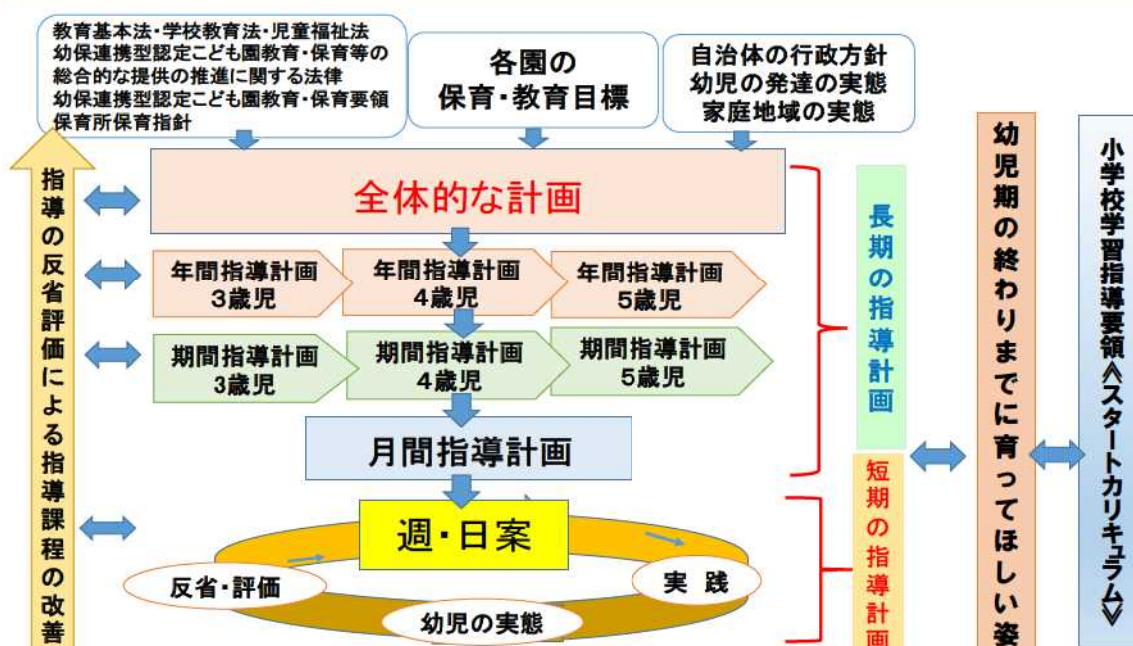 教育基本法・学校教育法・児童福祉法
幼保連携型認定こども園教育・保育等の
総合的な提供の推進に関する法律
幼保連携型認定こども園教育・保育要領
保育所保育指針
各園の
保育・教育目標
自治体の行政方針
幼児の発達の実態
家庭地域の実態
指導の反省評価による指導課程の改善
全体的な計画
年間指導計画
3歳児
年間指導計画
4歳児
年間指導計画
5歳児
期間指導計画
3歳児
期間指導計画
4歳児
期間指導計画
5歳児
月間指導計画
週・日案
反省・評価
実 践
幼児の実態
長期の指導計画
短期の指導計画
幼児期の終わりまでに育ってほしい姿
小学校学習指導要領≪スタートカリキュラム≫